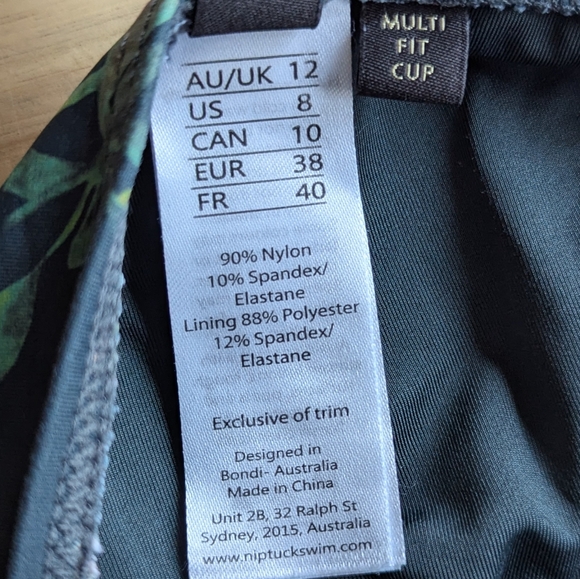 MULTI
FIT
CUP
AU/UK 12
US 8
CAN 10
EUR 38
FR 40
90% Nylon
10% Spandex/
Elastane
Lining 88% Polyester
12% Spandex/
Elastane
Exclusive of trim
Designed in
Bondi- Australia
Made in China
Unit 2B, 32 Ralph St
Sydney, 2015, Australia
www.niptuckswim.com